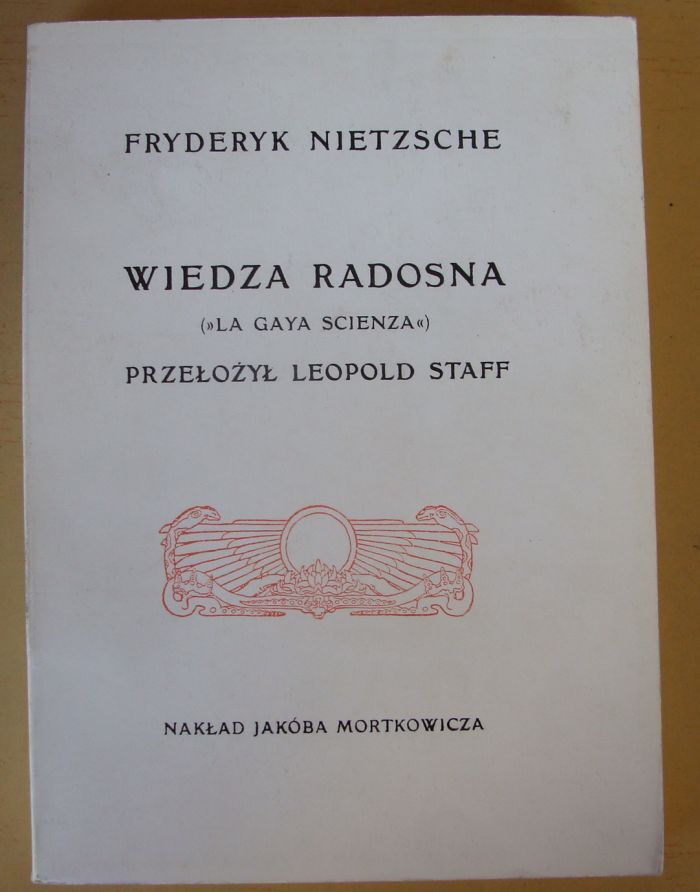 FRYDERYK NIETZSCHE
WIEDZA RADOSNA
(»LA GAYA SCIENZA«)
PRZEŁOŻYŁ LEOPOLD STAFF
NAKŁAD JAKÓBA MORTKOWICZA